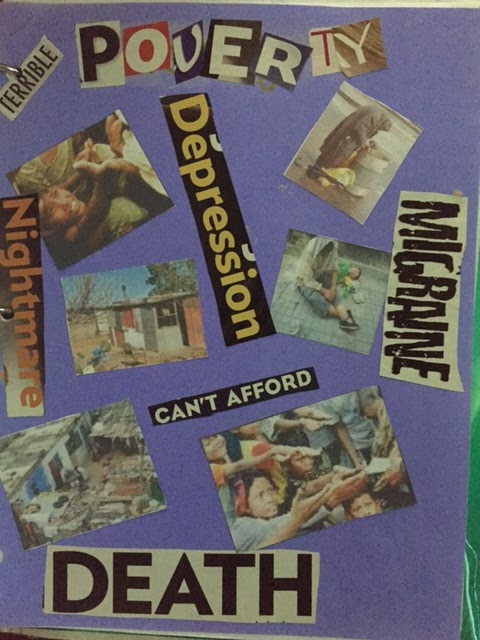 TERRIBLE
POVERTY
Depression
MIGRAINE
Nightmare
CAN'T AFFORD
DEATH